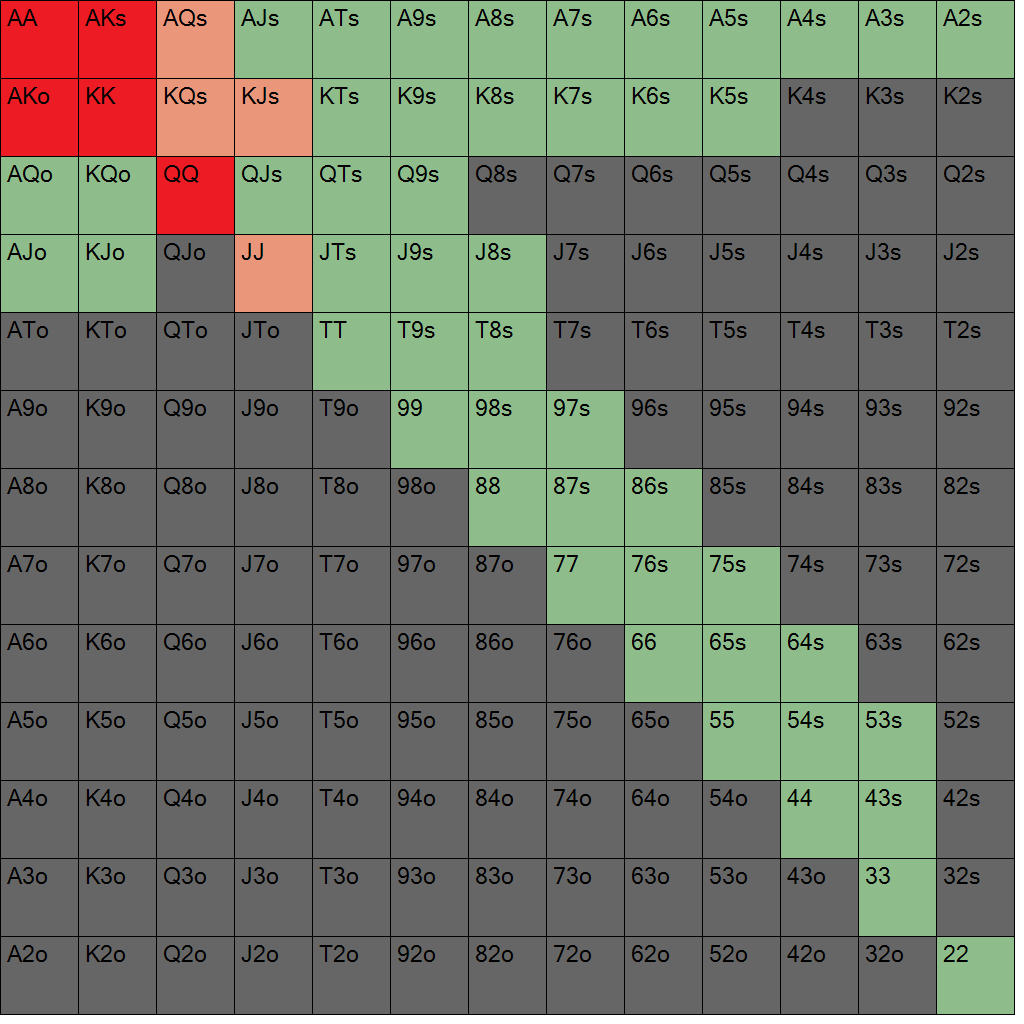 AA AKs AQs AJs ATs A9s A8s A7s A6s A5s A4s A3s A2s
AKo KK KQs KJs KTs K9s K8s K7s K6s K5s K4s K3s K2s
AQo KQo QQ QJs QTs Q9s Q8s Q7s Q6s Q5s Q4s Q3s Q2s
AJo KJo QJo JJ JTs J9s J8s J7s J6s J5s J4s J3s J2s
ATo KTo QTo JTo TT T9s T8s T7s T6s T5s T4s T3s T2s
A9o K9o Q9o J9o T9o 99 98s 97s 96s 95s 94s 93s 92s
A8o K8o Q8o J8o T8o 98o 88 87s 86s 85s 84s 83s 82s
A7o K7o Q7o J7o T7o 97o 87o 77 76s 75s 74s 73s 72s
A6o K6o Q6o J6o T6o 96o 86o 76o 66 65s 64s 63s 62s
A5o K5o Q5o J5o T5o 95o 85o 75o 65o 55 54s 53s 52s
A4o K4o Q4o J4o T4o 94o 84o 74o 64o 54o 44 43s 42s
A3o K3o Q3o J3o T3o 93o 83o 73o 63o 53o 43o 33 32s
A2o K2o Q2o J2o T2o 92o 82o 72o 62o 52o 42o 32o 22